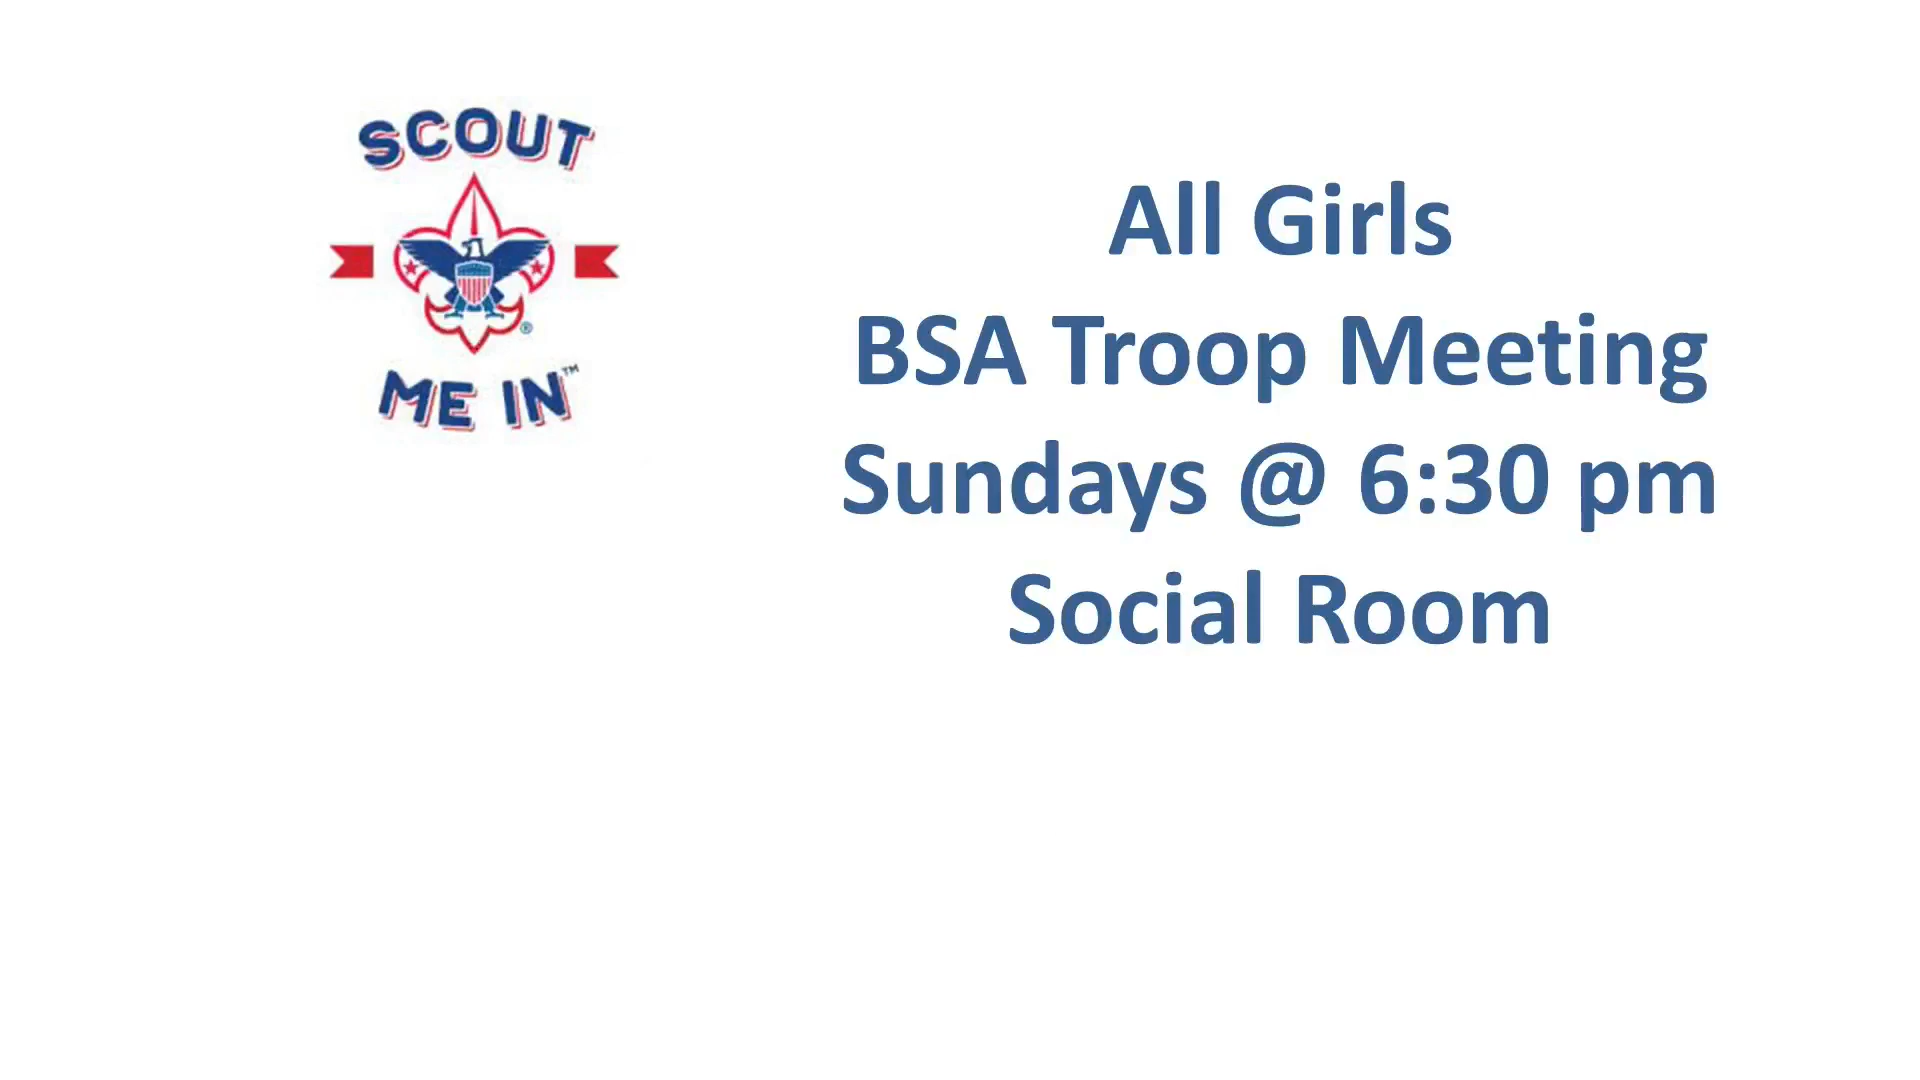 SCOUT
ME IN™
All Girls
BSA Troop Meeting
Sundays @ 6:30 pm
Social Room